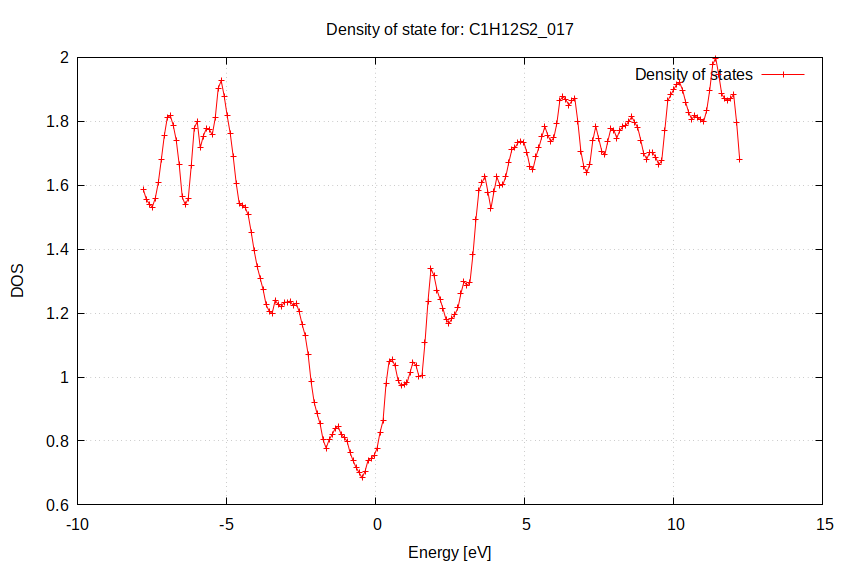 Density of state for: C1H12S2_017
Density of states
2
1.8
1.6
1.4
1.2
1
0.8
0.6
DOS
-10 -5 0 5 10 15
Energy [eV]